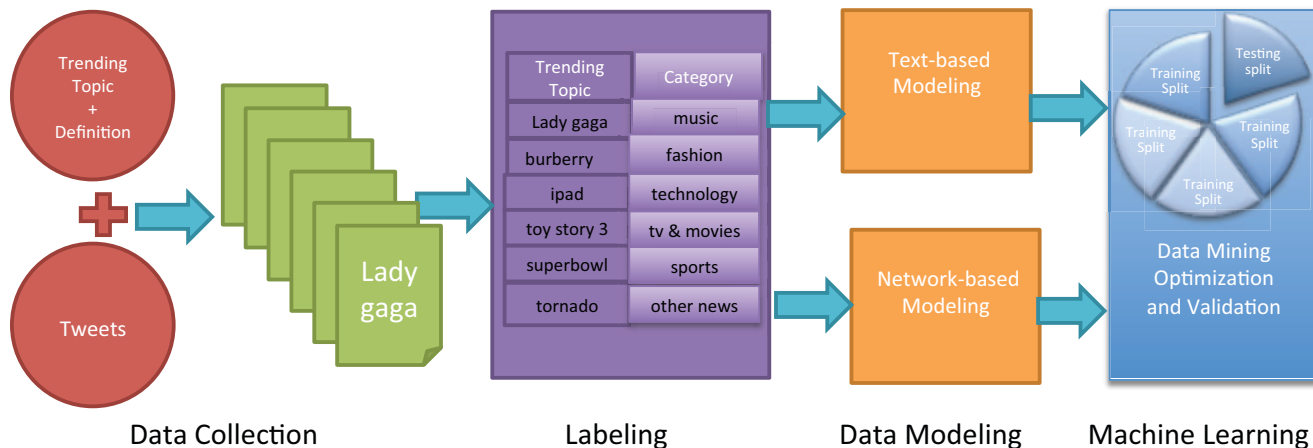 Trending
Topic
+
Definition
Tweets
Lady
gaga
Trending
Topic
Category
Lady gaga
music
burberry
fashion
ipad
technology
toy story 3
tv & movies
superbowl
sports
tornado
other news
Text-based
Modeling
Network-based
Modeling
Testing
split
Training
Split
Training
Split
Training
Split
Training
Split
Data Mining
Optimization
and Validation
Data Collection
Labeling
Data Modeling
Machine Learning